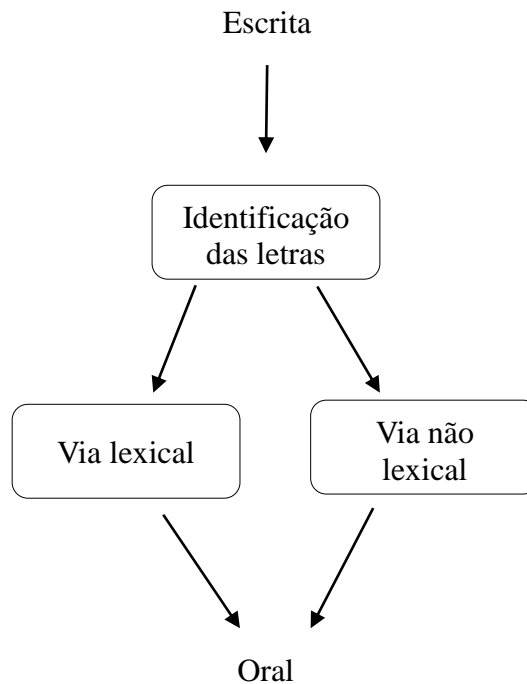 Escrita
Identificação
das letras
Via lexical
Via não
lexical
Oral